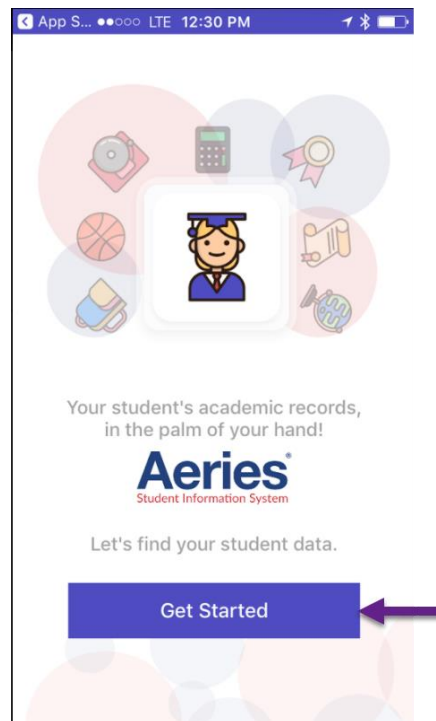 App S... LTE 12:30 PM
Your student's academic records,
in the palm of your hand!
Aeries®
Student Information System
Let's find your student data.
Get Started